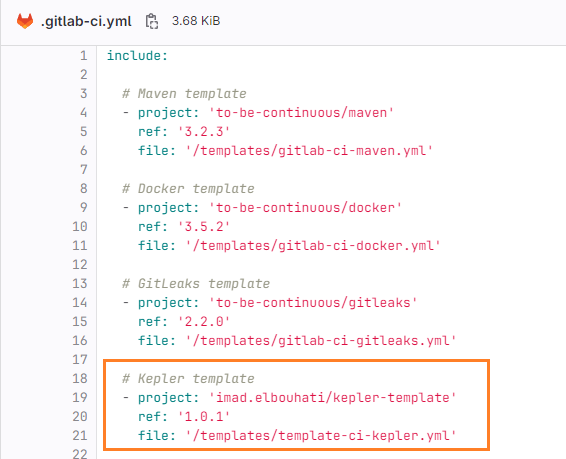 .gitlab-ci.yml 3.68 KiB
1 include:
2
3 # Maven template
4 - project: 'to-be-continuous/maven'
5 ref: '3.2.3'
6 file: '/templates/gitlab-ci-maven.yml'
7
8 # Docker template
9 - project: 'to-be-continuous/docker'
10 ref: '3.5.2'
11 file: '/templates/gitlab-ci-docker.yml'
12
13 # GitLeaks template
14 - project: 'to-be-continuous/gitleaks'
15 ref: '2.2.0'
16 file: '/templates/gitlab-ci-gitleaks.yml'
17
18 # Kepler template
19 - project: 'imad.elbouhati/kepler-template'
20 ref: '1.0.1'
21 file: '/templates/template-ci-kepler.yml'
22